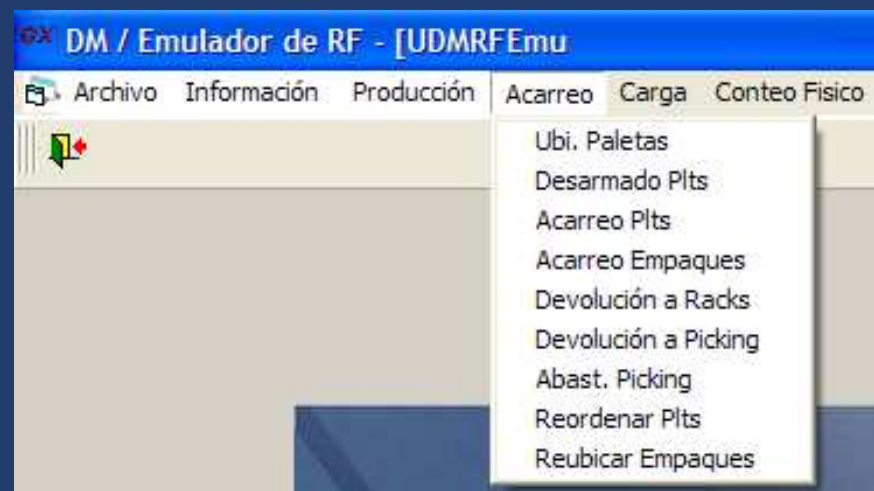 GX DM / Emulador de RF - [UDMRFEmu
Archivo Información Producción Acarreo Carga Conteo Fisico
Ubi. Paletas
Desarmado Plts
Acarreo Plts
Acarreo Empaques
Devolución a Racks
Devolución a Picking
Abast. Picking
Reordenar Plts
Reubicar Empaques